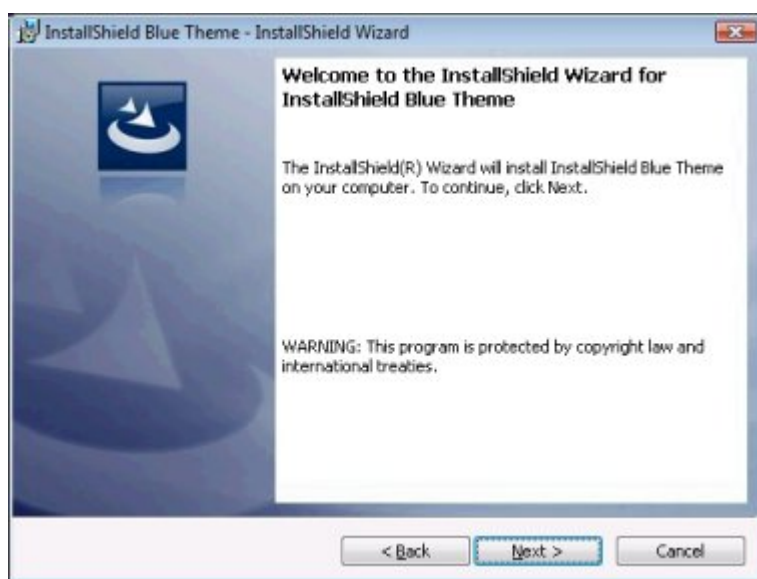 InstallShield Blue Theme - InstallShield Wizard
Welcome to the InstallShield Wizard for
InstallShield Blue Theme
The InstallShield(R) Wizard will install InstallShield Blue Theme
on your computer. To continue, click Next.
WARNING: This program is protected by copyright law and
international treaties.
< Back
Next >
Cancel